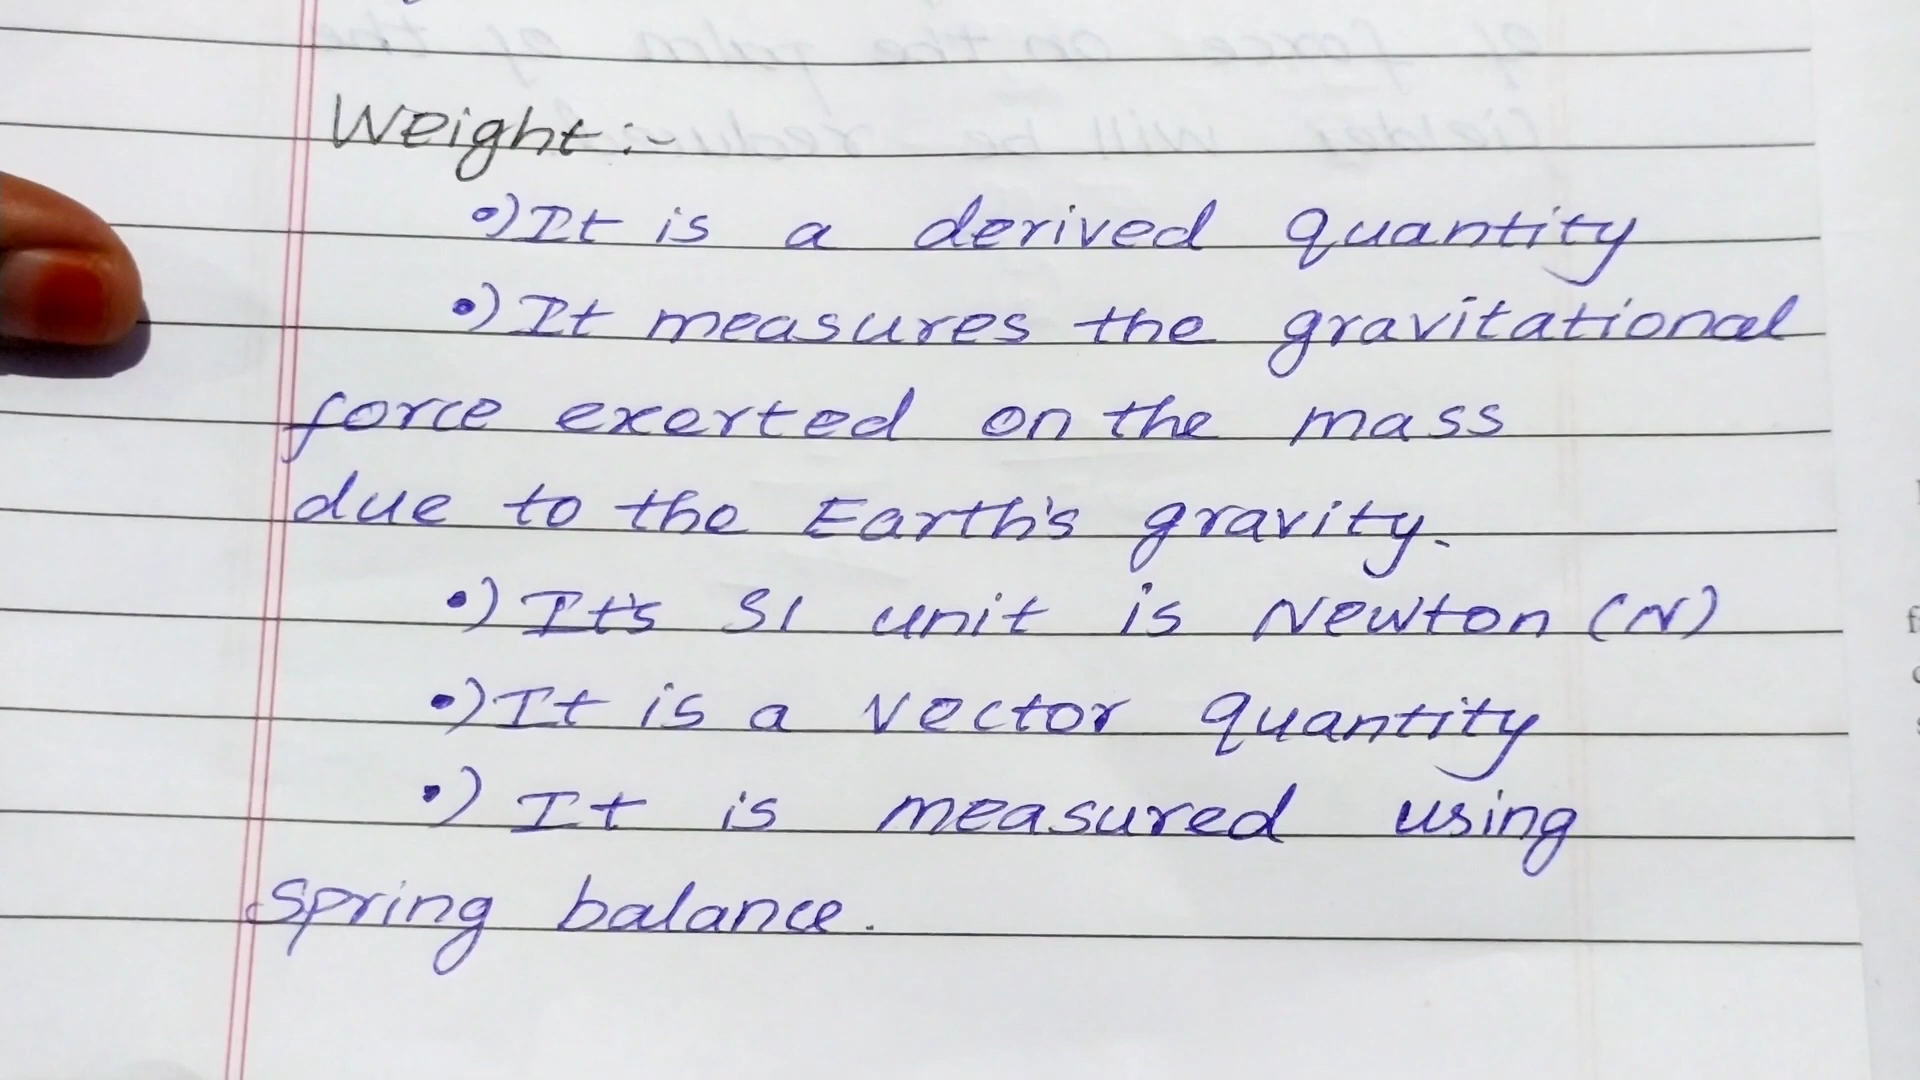 Weight :-
•) It is a derived quantity
•) It measures the gravitational
force exerted on the mass
due to the Earth's gravity.
•) It's SI unit is Newton (N)
•) It is a vector quantity
•) It is measured using
spring balance.